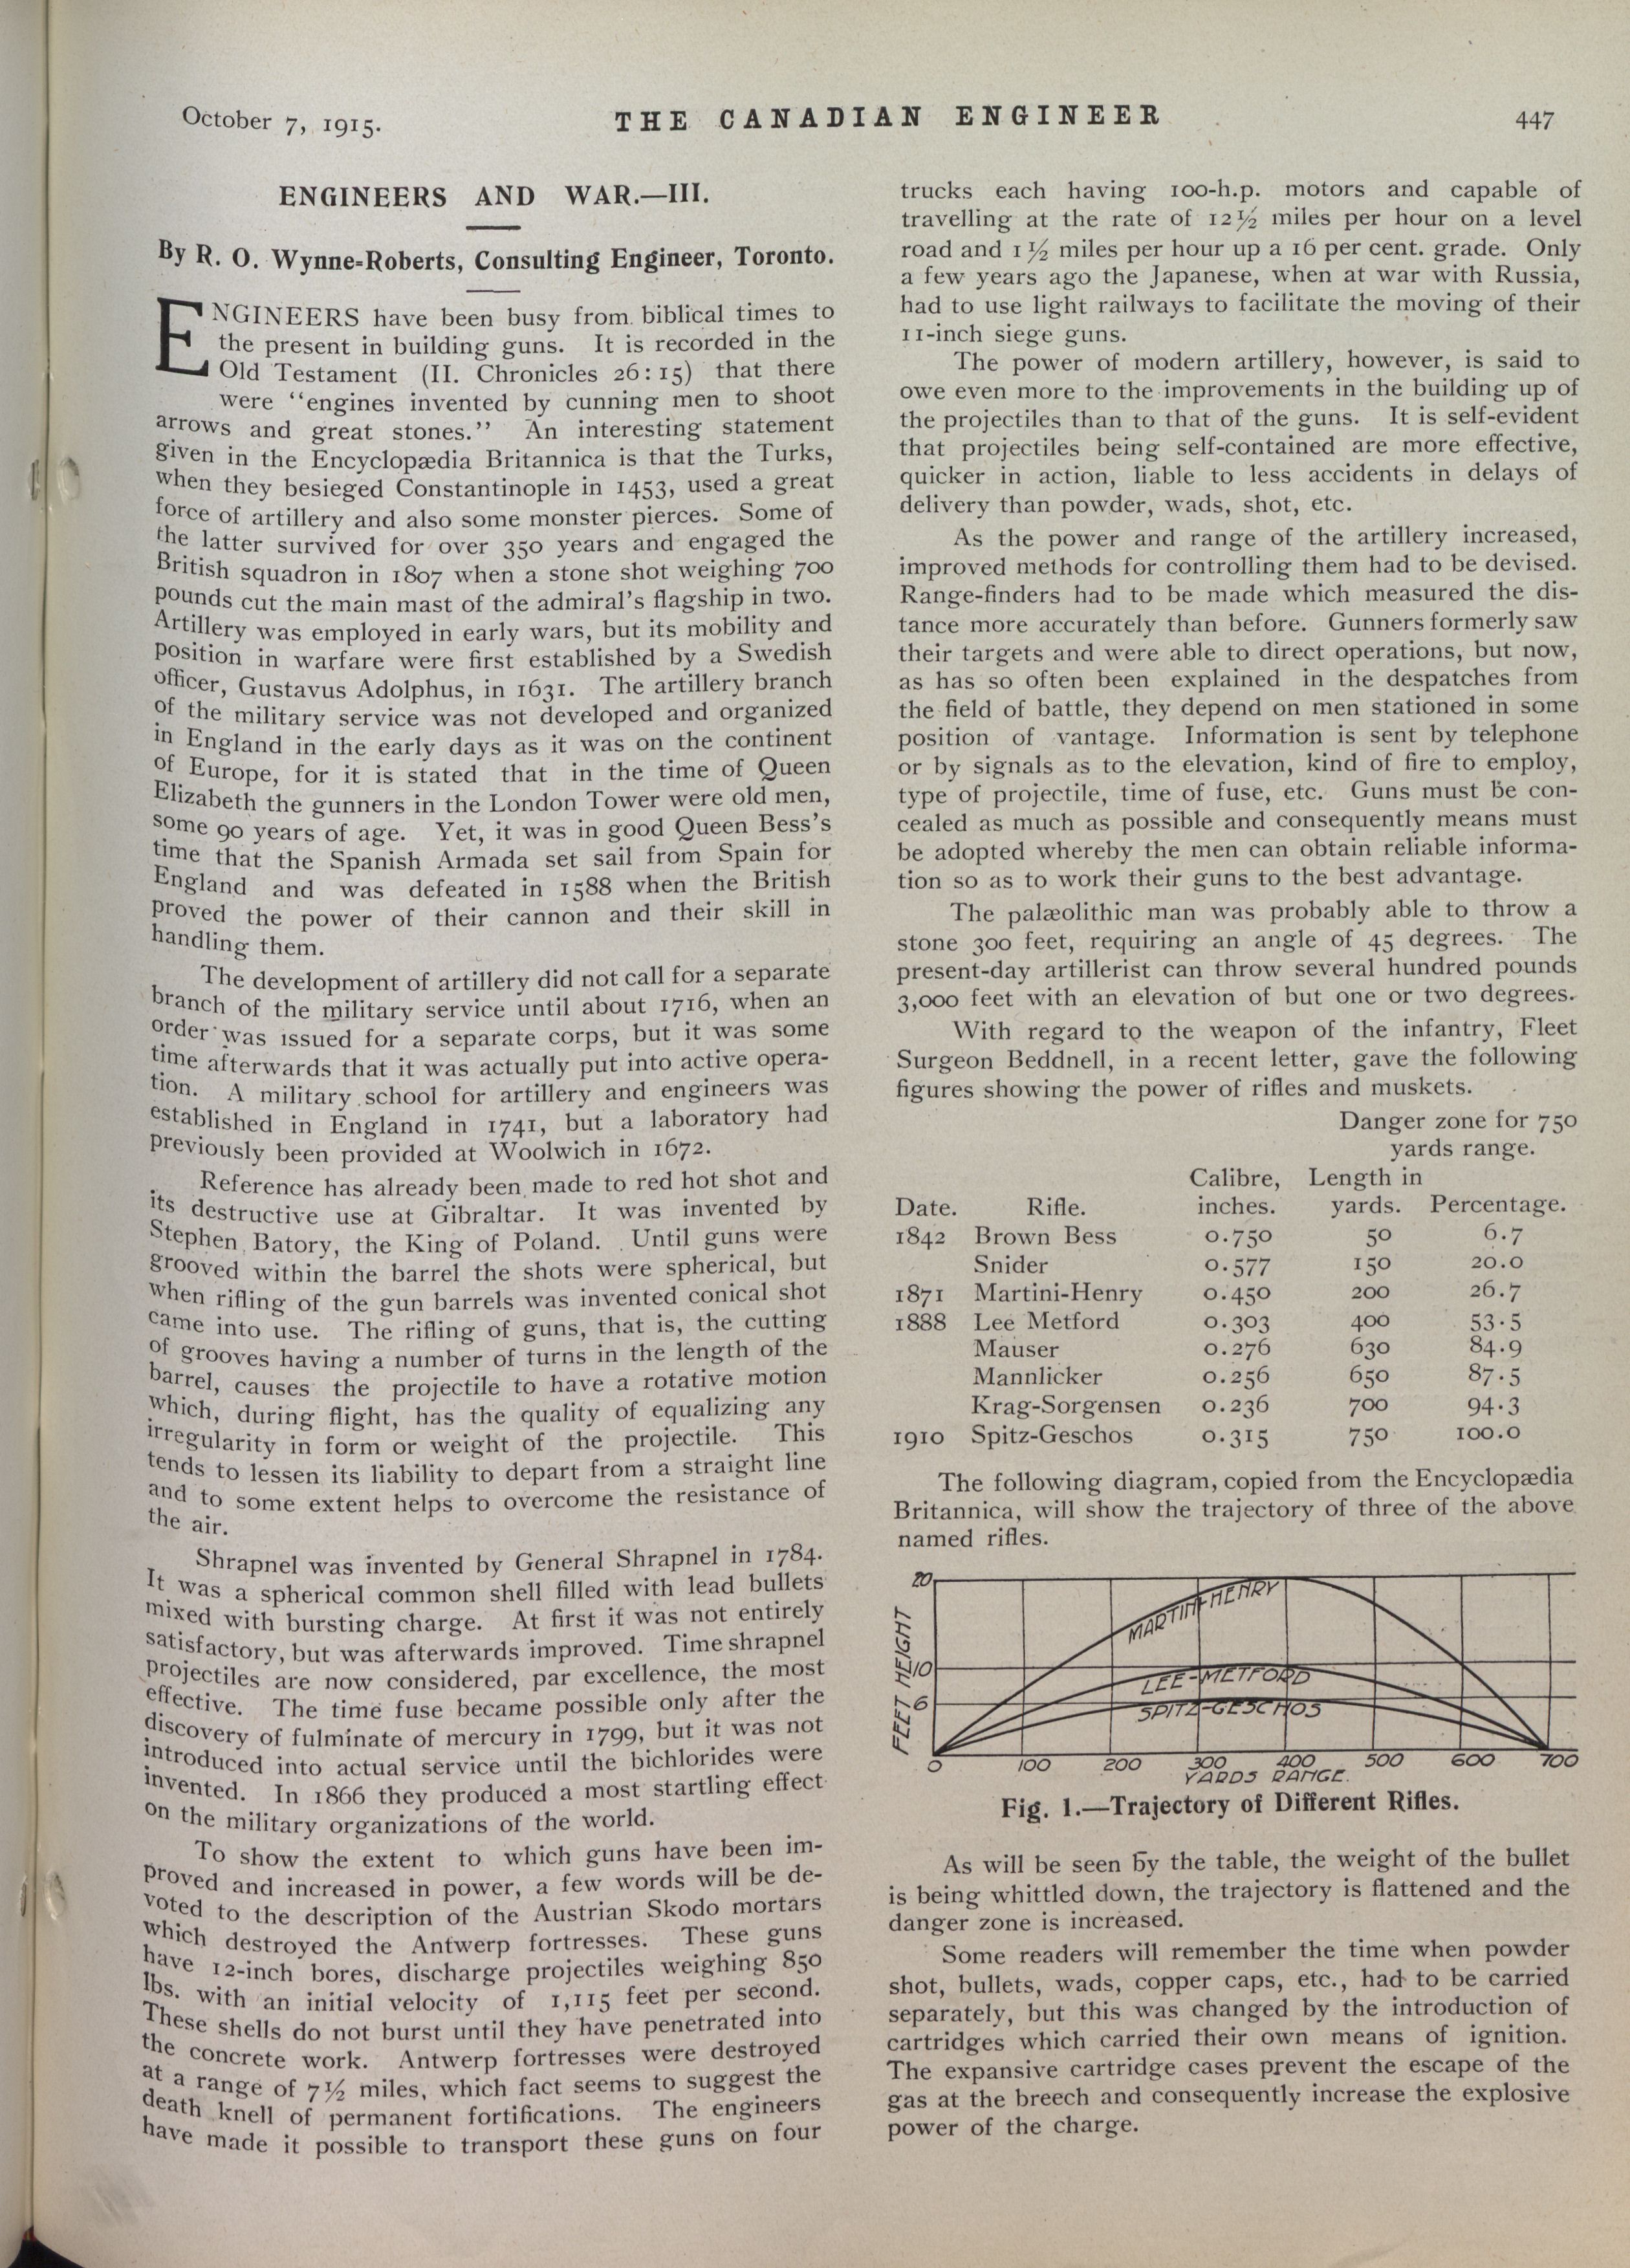 October 7, 1915.
THE CANADIAN ENGINEER
447
ENGINEERS AND WAR.—III.
By R. O. Wynne-Roberts, Consulting Engineer, Toronto.
ENGINEERS have been busy from biblical times to
the present in building guns. It is recorded in the
Old Testament (II. Chronicles 26:15) that there
were "engines invented by cunning men to shoot
arrows and great stones." An interesting statement
given in the Encyclopædia Britannica is that the Turks,
when they besieged Constantinople in 1453, used a great
force of artillery and also some monster pierces. Some of
the latter survived for over 350 years and engaged the
British squadron in 1807 when a stone shot weighing 700
pounds cut the main mast of the admiral's flagship in two.
Artillery was employed in early wars, but its mobility and
position in warfare were first established by a Swedish
officer, Gustavus Adolphus, in 1631. The artillery branch
of the military service was not developed and organized
in England in the early days as it was on the continent
of Europe, for it is stated that in the time of Queen
Elizabeth the gunners in the London Tower were old men,
some 90 years of age. Yet, it was in good Queen Bess's
time that the Spanish Armada set sail from Spain for
England and was defeated in 1588 when the British
proved the power of their cannon and their skill in
handling them.
The development of artillery did not call for a separate
branch of the military service until about 1716, when an
order was issued for a separate corps, but it was some
time afterwards that it was actually put into active opera-
tion. A military school for artillery and engineers was
established in England in 1741, but a laboratory had
previously been provided at Woolwich in 1672.
Reference has already been made to red hot shot and
its destructive use at Gibraltar. It was invented by
Stephen Batory, the King of Poland. Until guns were
grooved within the barrel the shots were spherical, but
when rifling of the gun barrels was invented conical shot
came into use. The rifling of guns, that is, the cutting
of grooves having a number of turns in the length of the
barrel, causes the projectile to have a rotative motion
which, during flight, has the quality of equalizing any
irregularity in form or weight of the projectile. This
tends to lessen its liability to depart from a straight line
and to some extent helps to overcome the resistance of
the air.
Shrapnel was invented by General Shrapnel in 1784.
It was a spherical common shell filled with lead bullets
mixed with bursting charge. At first it was not entirely
satisfactory, but was afterwards improved. Time shrapnel
projectiles are now considered, par excellence, the most
effective. The time fuse became possible only after the
discovery of fulminate of mercury in 1799, but it was not
introduced into actual service until the bichlorides were
invented. In 1866 they produced a most startling effect
on the military organizations of the world.
To show the extent to which guns have been im-
proved and increased in power, a few words will be de-
voted to the description of the Austrian Skodo mortars
which destroyed the Antwerp fortresses. These guns
have 12-inch bores, discharge projectiles weighing 850
lbs. with an initial velocity of 1,115 feet per second.
These shells do not burst until they have penetrated into
the concrete work. Antwerp fortresses were destroyed
at a range of 7½ miles, which fact seems to suggest the
death knell of permanent fortifications. The engineers
have made it possible to transport these guns on four
trucks each having 100-h.p. motors and capable of
travelling at the rate of 12½ miles per hour on a level
road and 1½ miles per hour up a 16 per cent. grade. Only
a few years ago the Japanese, when at war with Russia,
had to use light railways to facilitate the moving of their
11-inch siege guns.
The power of modern artillery, however, is said to
owe even more to the improvements in the building up of
the projectiles than to that of the guns. It is self-evident
that projectiles being self-contained are more effective,
quicker in action, liable to less accidents in delays of
delivery than powder, wads, shot, etc.
As the power and range of the artillery increased,
improved methods for controlling them had to be devised.
Range-finders had to be made which measured the dis-
tance more accurately than before. Gunners formerly saw
their targets and were able to direct operations, but now,
as has so often been explained in the despatches from
the field of battle, they depend on men stationed in some
position of vantage. Information is sent by telephone
or by signals as to the elevation, kind of fire to employ,
type of projectile, time of fuse, etc. Guns must be con-
cealed as much as possible and consequently means must
be adopted whereby the men can obtain reliable informa-
tion so as to work their guns to the best advantage.
The palæolithic man was probably able to throw a
stone 300 feet, requiring an angle of 45 degrees. The
present-day artillerist can throw several hundred pounds
3,000 feet with an elevation of but one or two degrees.
With regard to the weapon of the infantry, Fleet
Surgeon Beddnell, in a recent letter, gave the following
figures showing the power of rifles and muskets.
Danger zone for 750
yards range.
Calibre, Length in
Date. Rifle. inches. yards. Percentage.
1842 Brown Bess 0.750 50 6.7
Snider 0.577 150 20.0
1871 Martini-Henry 0.450 200 26.7
1888 Lee Metford 0.303 400 53.5
Mauser 0.276 630 84.9
Mannlicker 0.256 650 87.5
Krag-Sorgensen 0.236 700 94.3
1910 Spitz-Geschos 0.315 750 100.0
The following diagram, copied from the Encyclopædia
Britannica, will show the trajectory of three of the above
named rifles.
20
MARTINI-HENRY
FEET HEIGHT
10
LEE-METFORD
6
SPITZ-GESCHOS
0 100 200 300 400 500 600 700
YARDS RANGE.
Fig. 1.—Trajectory of Different Rifles.
As will be seen by the table, the weight of the bullet
is being whittled down, the trajectory is flattened and the
danger zone is increased.
Some readers will remember the time when powder
shot, bullets, wads, copper caps, etc., had to be carried
separately, but this was changed by the introduction of
cartridges which carried their own means of ignition.
The expansive cartridge cases prevent the escape of the
gas at the breech and consequently increase the explosive
power of the charge.